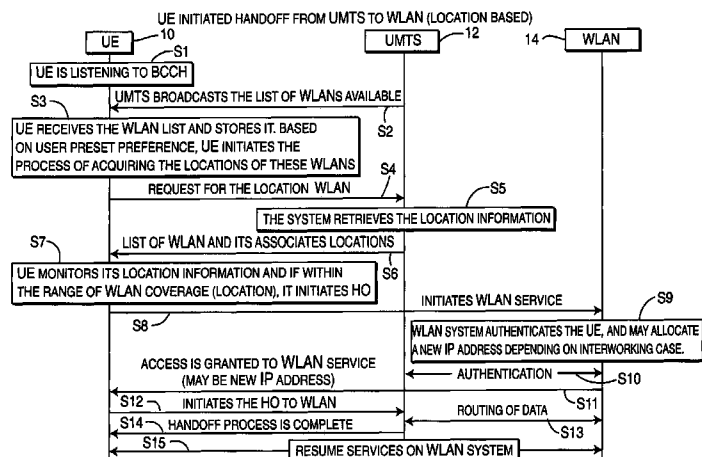 UE INITIATED HANDOFF FROM UMTS TO WLAN (LOCATION BASED)
10
12
14
UE
UMTS
WLAN
S1
UE IS LISTENING TO BCCH
S3
UMTS BROADCASTS THE LIST OF WLANS AVAILABLE
S2
UE RECEIVES THE WLAN LIST AND STORES IT. BASED
ON USER PRESET PREFERENCE, UE INITIATES THE
PROCESS OF ACQUIRING THE LOCATIONS OF THESE WLANS
S4
REQUEST FOR THE LOCATION WLAN
S5
THE SYSTEM RETRIEVES THE LOCATION INFORMATION
S7
LIST OF WLAN AND ITS ASSOCIATES LOCATIONS
S6
UE MONITORS ITS LOCATION INFORMATION AND IF WITHIN
THE RANGE OF WLAN COVERAGE (LOCATION), IT INITIATES HO
INITIATES WLAN SERVICE
S8
S9
WLAN SYSTEM AUTHENTICATES THE UE, AND MAY ALLOCATE
A NEW IP ADDRESS DEPENDING ON INTERWORKING CASE.
ACCESS IS GRANTED TO WLAN SERVICE
(MAY BE NEW IP ADDRESS)
AUTHENTICATION
S10
S11
S12
INITIATES THE HO TO WLAN
ROUTING OF DATA
S13
S14
HANDOFF PROCESS IS COMPLETE
S15
RESUME SERVICES ON WLAN SYSTEM